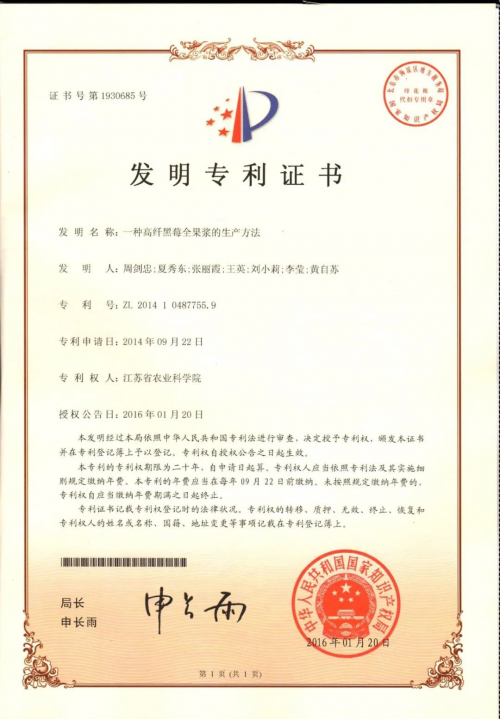 证书号第1930685号
印花税
代扣专用章
国家知识产权局
发明专利证书
发明名称：一种高纤黑莓全果浆的生产方法
发明人：周剑忠;夏秀东;张丽霞;王英;刘小莉;李莹;黄自苏
专利号：ZL 2014 1 0487755.9
专利申请日：2014年09月22日
专利权人：江苏省农业科学院
授权公告日：2016年01月20日
本发明经过本局依照中华人民共和国专利法进行审查，决定授予专利权，颁发本证书
并在专利登记簿上予以登记。专利权自授权公告之日起生效。
本专利的专利权期限为二十年，自申请日起算。专利权人应当依照专利法及其实施细
则规定缴纳年费。本专利的年费应当在每年09月22日前缴纳。未按照规定缴纳年费的，
专利权自应当缴纳年费期满之日起终止。
专利证书记载专利权登记时的法律状况。专利权的转移、质押、无效、终止、恢复和
专利权人的姓名或名称、国籍、地址变更等事项记载在专利登记簿上。
局长
申长雨
申长雨
中华人民共和国国家知识产权局
2016年01月20日
第1页(共1页)